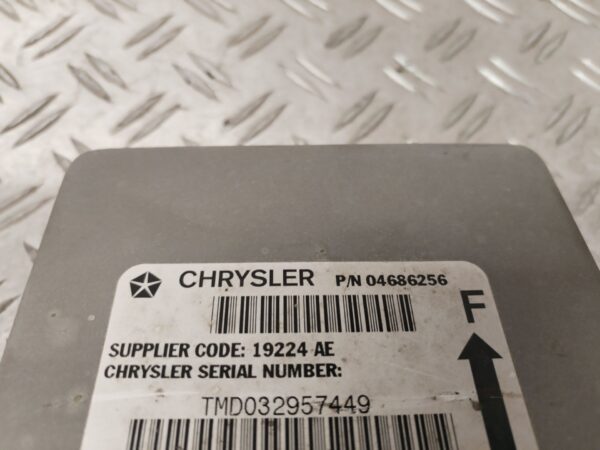 CHRYSLER P/N 04686256
F
SUPPLIER CODE: 19224 AE
CHRYSLER SERIAL NUMBER:
TMD032957449